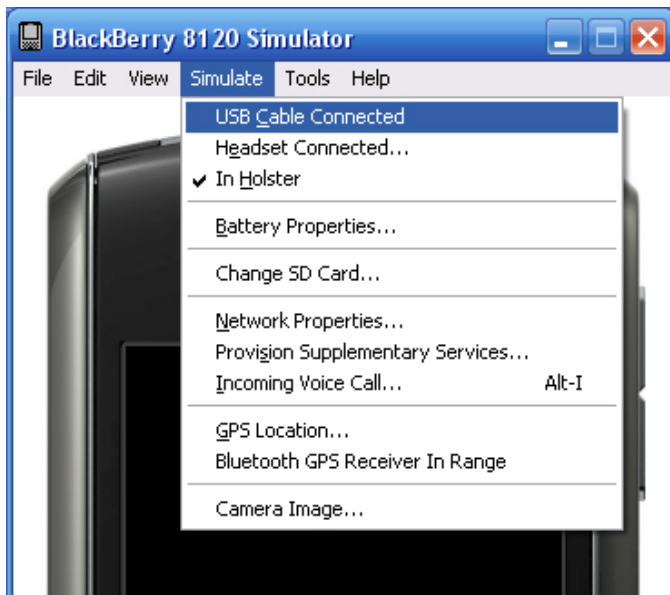 BlackBerry 8120 Simulator
File Edit View Simulate Tools Help
USB Cable Connected
Headset Connected...
In Holster
Battery Properties...
Change SD Card...
Network Properties...
Provision Supplementary Services...
Incoming Voice Call... Alt-I
GPS Location...
Bluetooth GPS Receiver In Range
Camera Image...